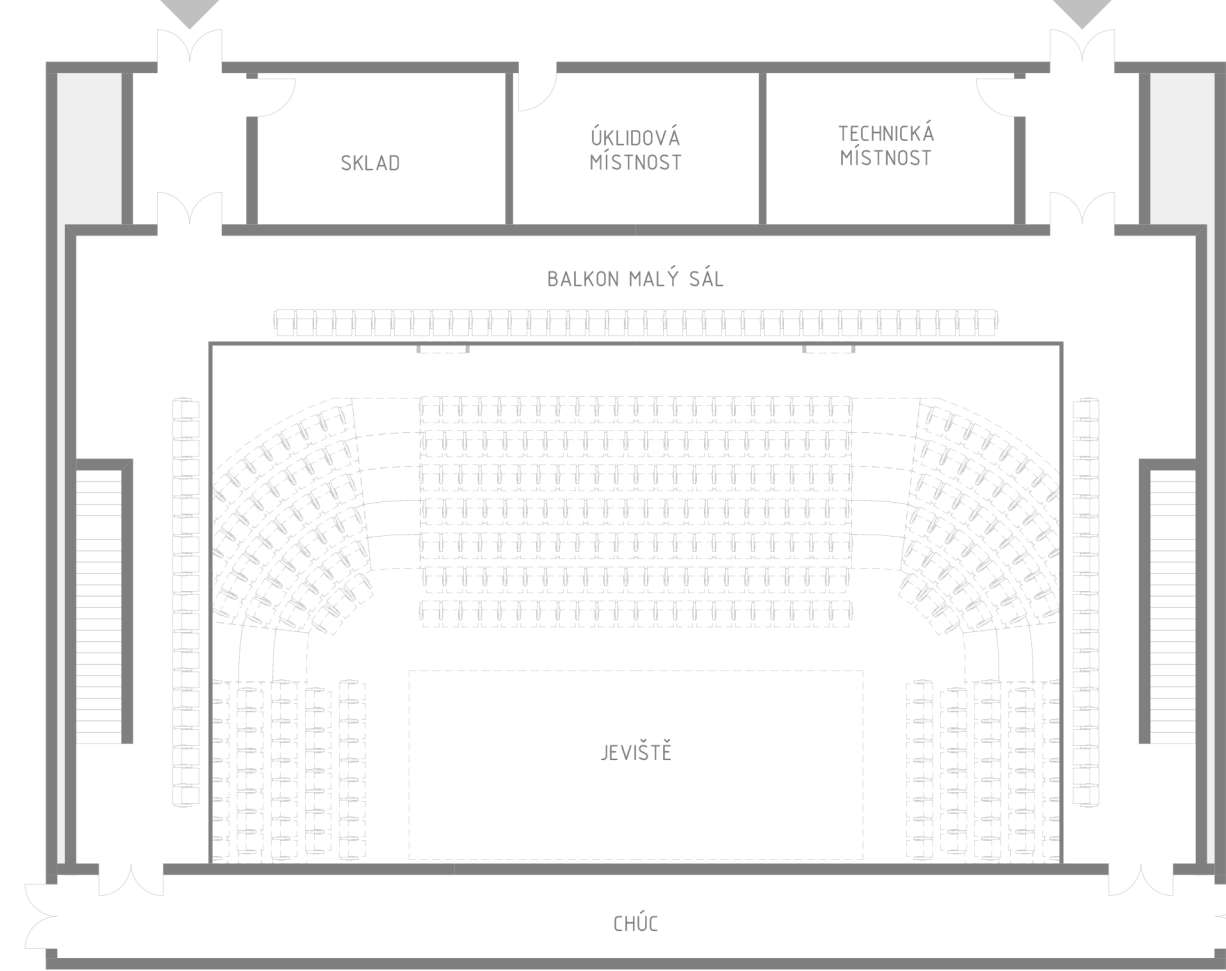 SKLAD
ÚKLIDOVÁ
MÍSTNOST
TECHNICKÁ
MÍSTNOST
BALKON MALÝ SÁL
JEVIŠTĚ
CHÚC